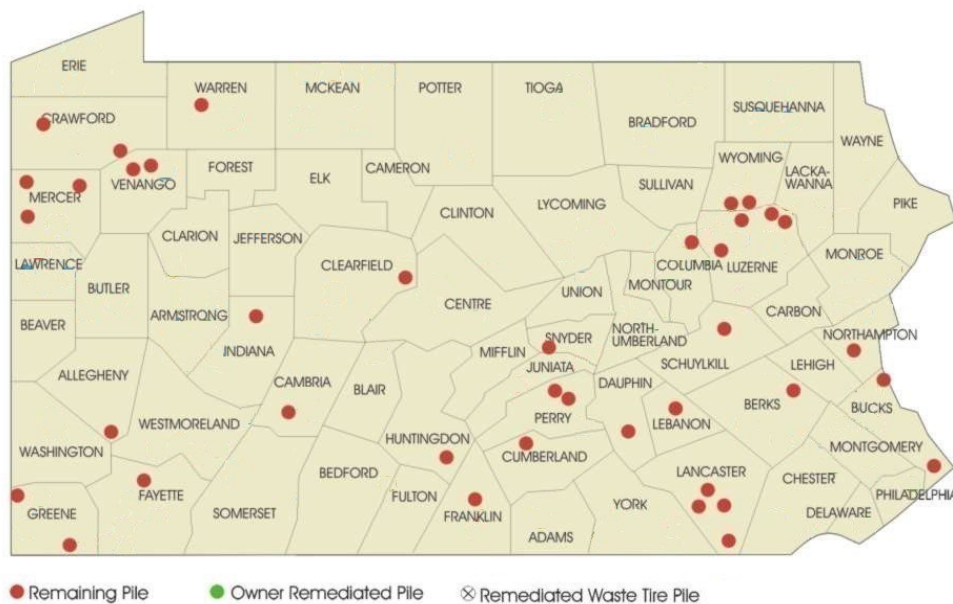 ERIE
WARREN
MCKEAN
POTTER
TIOGA
BRADFORD
SUSQUEHANNA
CRAWFORD
WAYNE
WYOMING
FOREST
CAMERON
ELK
SULLIVAN
LACKA-
WANNA
VENANGO
MERCER
PIKE
LYCOMING
CLINTON
CLARION
JEFFERSON
LAWRENCE
CLEARFIELD
COLUMBIA
LUZERNE
MONROE
BUTLER
UNION
MONTOUR
CENTRE
CARBON
BEAVER
ARMSTRONG
INDIANA
SNYDER
NORTH-
UMBERLAND
NORTHAMPTON
MIFFLIN
JUNIATA
SCHUYLKILL
LEHIGH
ALLEGHENY
CAMBRIA
BLAIR
DAUPHIN
BERKS
BUCKS
WESTMORELAND
PERRY
LEBANON
HUNTINGDON
CUMBERLAND
MONTGOMERY
WASHINGTON
BEDFORD
LANCASTER
CHESTER
FAYETTE
FULTON
PHILADELPHIA
GREENE
SOMERSET
FRANKLIN
YORK
DELAWARE
ADAMS
Remaining Pile
Owner Remediated Pile
Remediated Waste Tire Pile